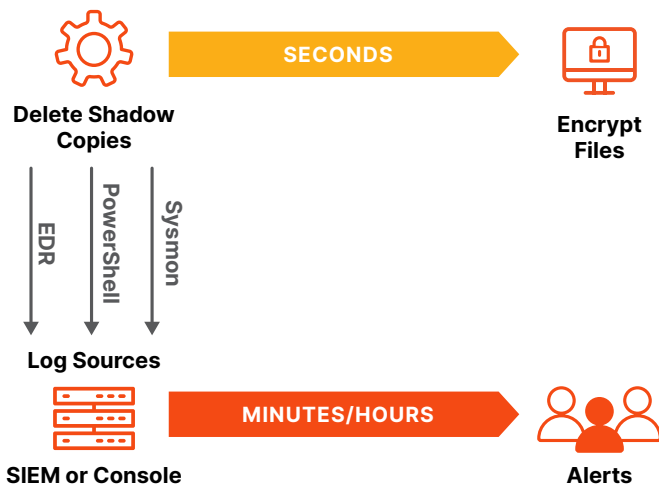 SECONDS
Delete Shadow
Copies
Encrypt
Files
EDR
PowerShell
Sysmon
Log Sources
MINUTES/HOURS
SIEM or Console
Alerts